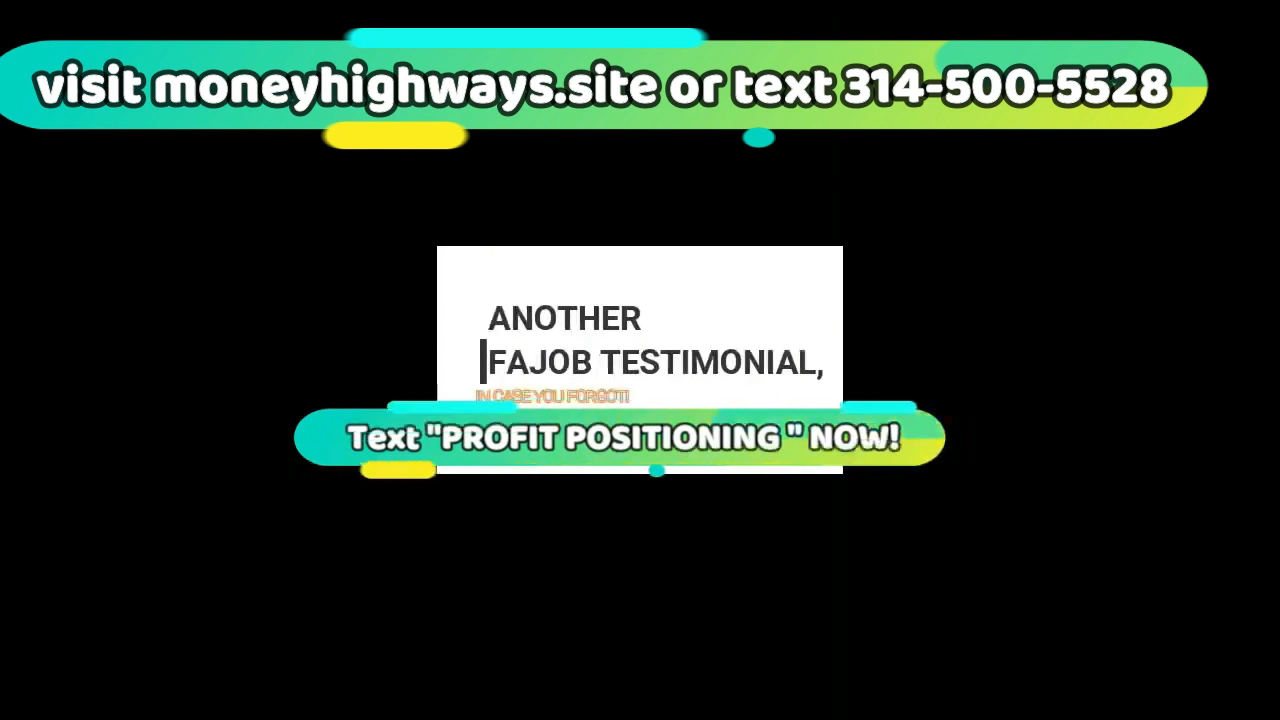 visit moneyhighways.site or text 314-500-5528
ANOTHER
FAJOB TESTIMONIAL,
IN CASE YOU FORGOT!
Text "PROFIT POSITIONING " NOW!